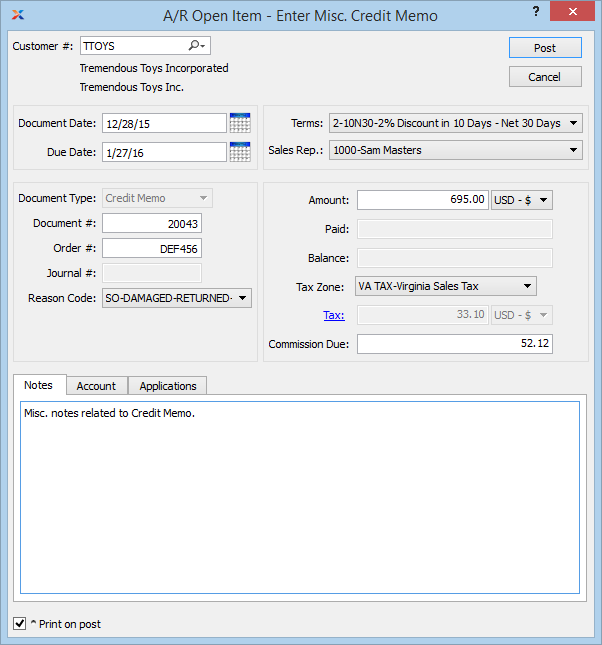 A/R Open Item - Enter Misc. Credit Memo
?
Customer #: TTOYS
Post
Tremendous Toys Incorporated
Cancel
Tremendous Toys Inc.
Document Date: 12/28/15
Due Date: 1/27/16
Terms: 2-10N30-2% Discount in 10 Days - Net 30 Days
Sales Rep.: 1000-Sam Masters
Document Type: Credit Memo
Document #: 20043
Order #: DEF456
Journal #:
Reason Code: SO-DAMAGED-RETURNED-
Amount: 695.00 USD - $
Paid:
Balance:
Tax Zone: VA TAX-Virginia Sales Tax
Tax: 33.10 USD - $
Commission Due: 52.12
Notes Account Applications
Misc. notes related to Credit Memo.
^ Print on post